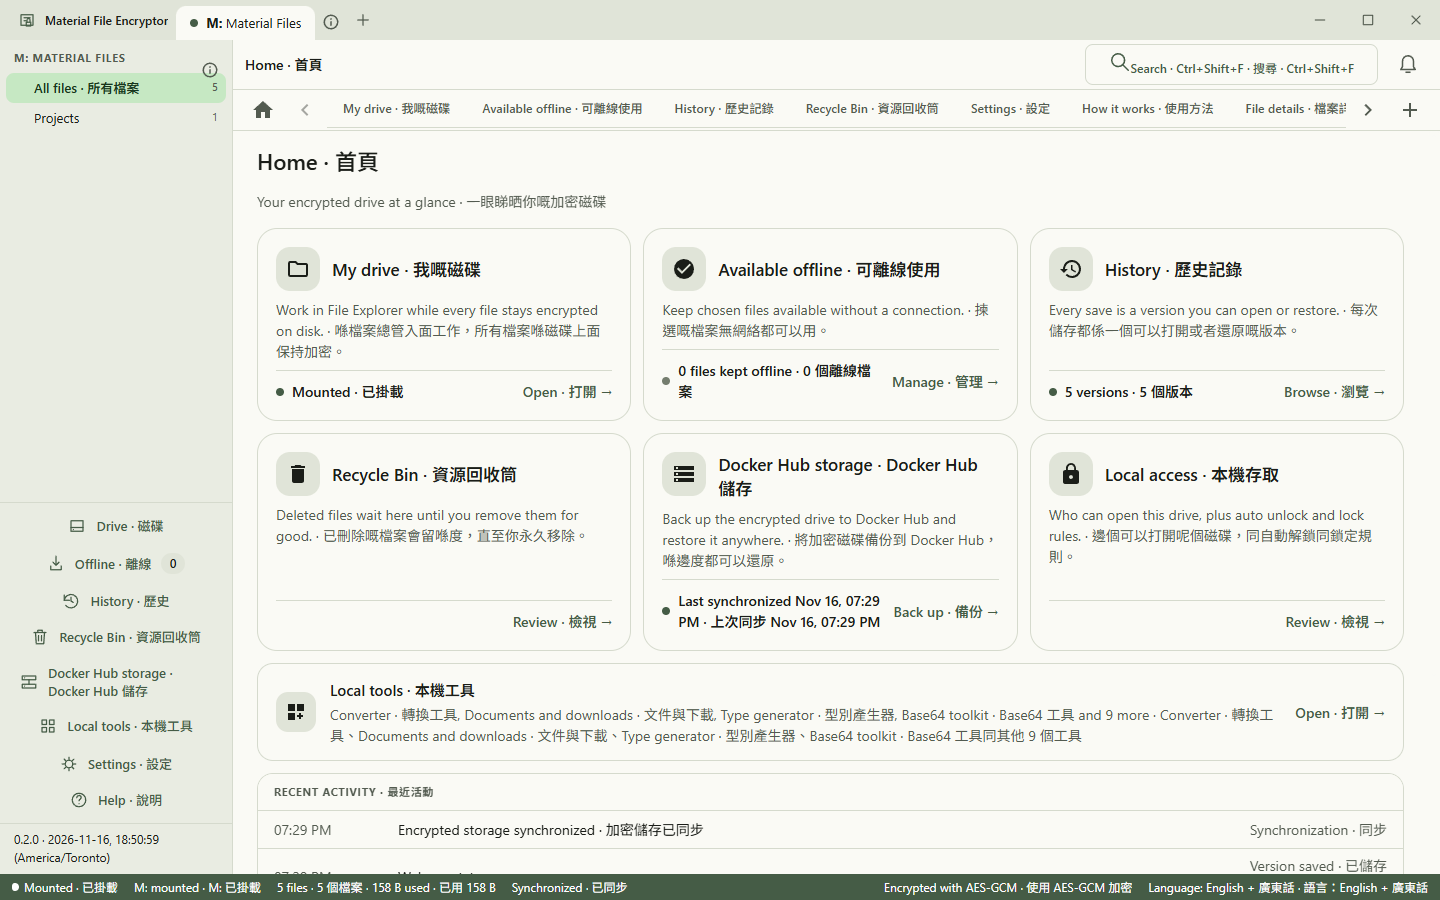 Material File Encryptor
M: Material Files
M: MATERIAL FILES
All files · 所有檔案 5
Projects 1
Drive · 磁碟
Offline · 離線 0
History · 歷史
Recycle Bin · 資源回收筒
Docker Hub storage ·
Docker Hub 儲存
Local tools · 本機工具
Settings · 設定
Help · 說明
0.2.0 · 2026-11-16, 18:50:59
(America/Toronto)
Home · 首頁
Search · Ctrl+Shift+F · 搜尋 · Ctrl+Shift+F
My drive · 我嘅磁碟
Available offline · 可離線使用
History · 歷史記錄
Recycle Bin · 資源回收筒
Settings · 設定
How it works · 使用方法
File details · 檔案
Home · 首頁
Your encrypted drive at a glance · 一眼睇晒你嘅加密磁碟
My drive · 我嘅磁碟
Work in File Explorer while every file stays encrypted
on disk. · 喺檔案總管入面工作，所有檔案喺磁碟上面
保持加密。
Mounted · 已掛載
Open · 打開 →
Available offline · 可離線使用
Keep chosen files available without a connection. · 揀
選嘅檔案無網絡都可以用。
0 files kept offline · 0 個離線檔
案
Manage · 管理 →
History · 歷史記錄
Every save is a version you can open or restore. · 每次
儲存都係一個可以打開或者還原嘅版本。
5 versions · 5 個版本
Browse · 瀏覽 →
Recycle Bin · 資源回收筒
Deleted files wait here until you remove them for
good. · 已刪除嘅檔案會留喺度，直至你永久移除。
Review · 檢視 →
Docker Hub storage · Docker Hub
儲存
Back up the encrypted drive to Docker Hub and
restore it anywhere. · 將加密磁碟備份到 Docker Hub，
喺邊度都可以還原。
Last synchronized Nov 16, 07:29
PM · 上次同步 Nov 16, 07:29 PM
Back up · 備份 →
Local access · 本機存取
Who can open this drive, plus auto unlock and lock
rules. · 邊個可以打開呢個磁碟，同自動解鎖同鎖定規
則。
Review · 檢視 →
Local tools · 本機工具
Converter · 轉換工具, Documents and downloads · 文件與下載, Type generator · 型別產生器, Base64 toolkit · Base64 工具 and 9 more · Converter · 轉換工
具、Documents and downloads · 文件與下載、Type generator · 型別產生器、Base64 toolkit · Base64 工具同其他 9 個工具
Open · 打開 →
RECENT ACTIVITY · 最近活動
07:29 PM Encrypted storage synchronized · 加密儲存已同步 Synchronization · 同步
Version saved · 已儲存
Mounted · 已掛載 M: mounted · M: 已掛載 5 files · 5 個檔案 · 158 B used · 已用 158 B Synchronized · 已同步 Encrypted with AES-GCM · 使用 AES-GCM 加密 Language: English + 廣東話 · 語言：English + 廣東話